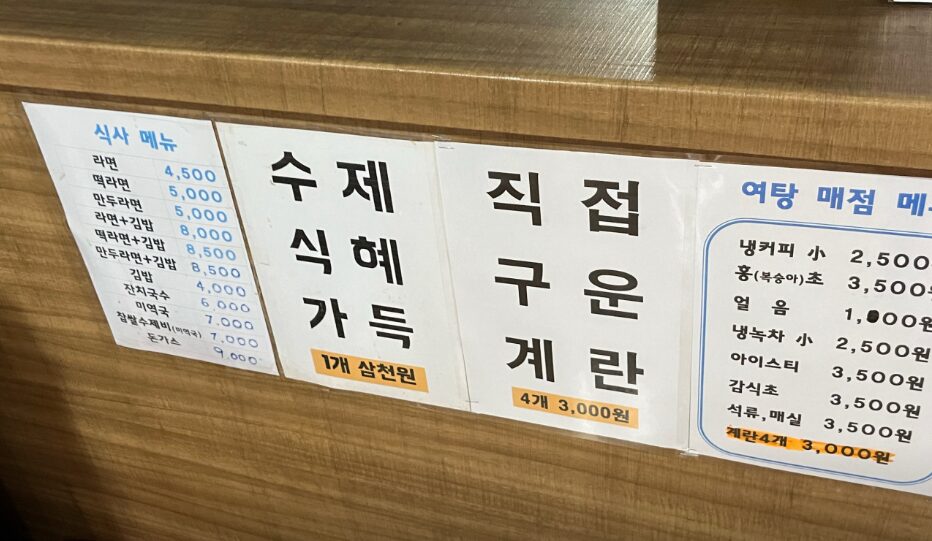 식사 메뉴
라면 4,500
떡라면 5,000
만두라면 5,000
라면+김밥 8,000
떡라면+김밥 8,500
만두라면+김밥 8,500
김밥 4,000
잔치국수 6,000
미역국 7,000
찹쌀수제비(미역국) 7,000
돈가스 9,000
수제
식혜
가득
1개 삼천원
직접
구운
계란
4개 3,000원
여탕 매점 메
냉커피 小 2,500
홍(복숭아)초 3,500원
얼음 1,000원
냉녹차 小 2,500원
아이스티 3,500원
감식초 3,500원
석류,매실 3,500원
계란4개 3,000원